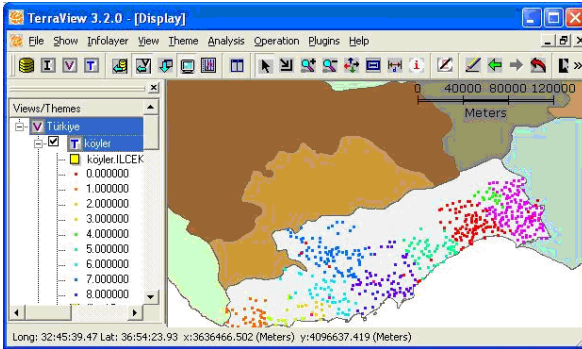 TerraView 3.2.0 - [Display]
File Show Infolayer View Theme Analysis Operation Plugins Help
I V T i »
Views/Themes
V Türkiye
T köyler
köyler.ILCEK
0.000000
1.000000
2.000000
3.000000
4.000000
5.000000
6.000000
7.000000
8.000000
0 40000 80000 120000
Meters
Long: 32:45:39.47 Lat: 36:54:23.93 x:3636466.502 (Meters) y:4096637.419 (Meters)